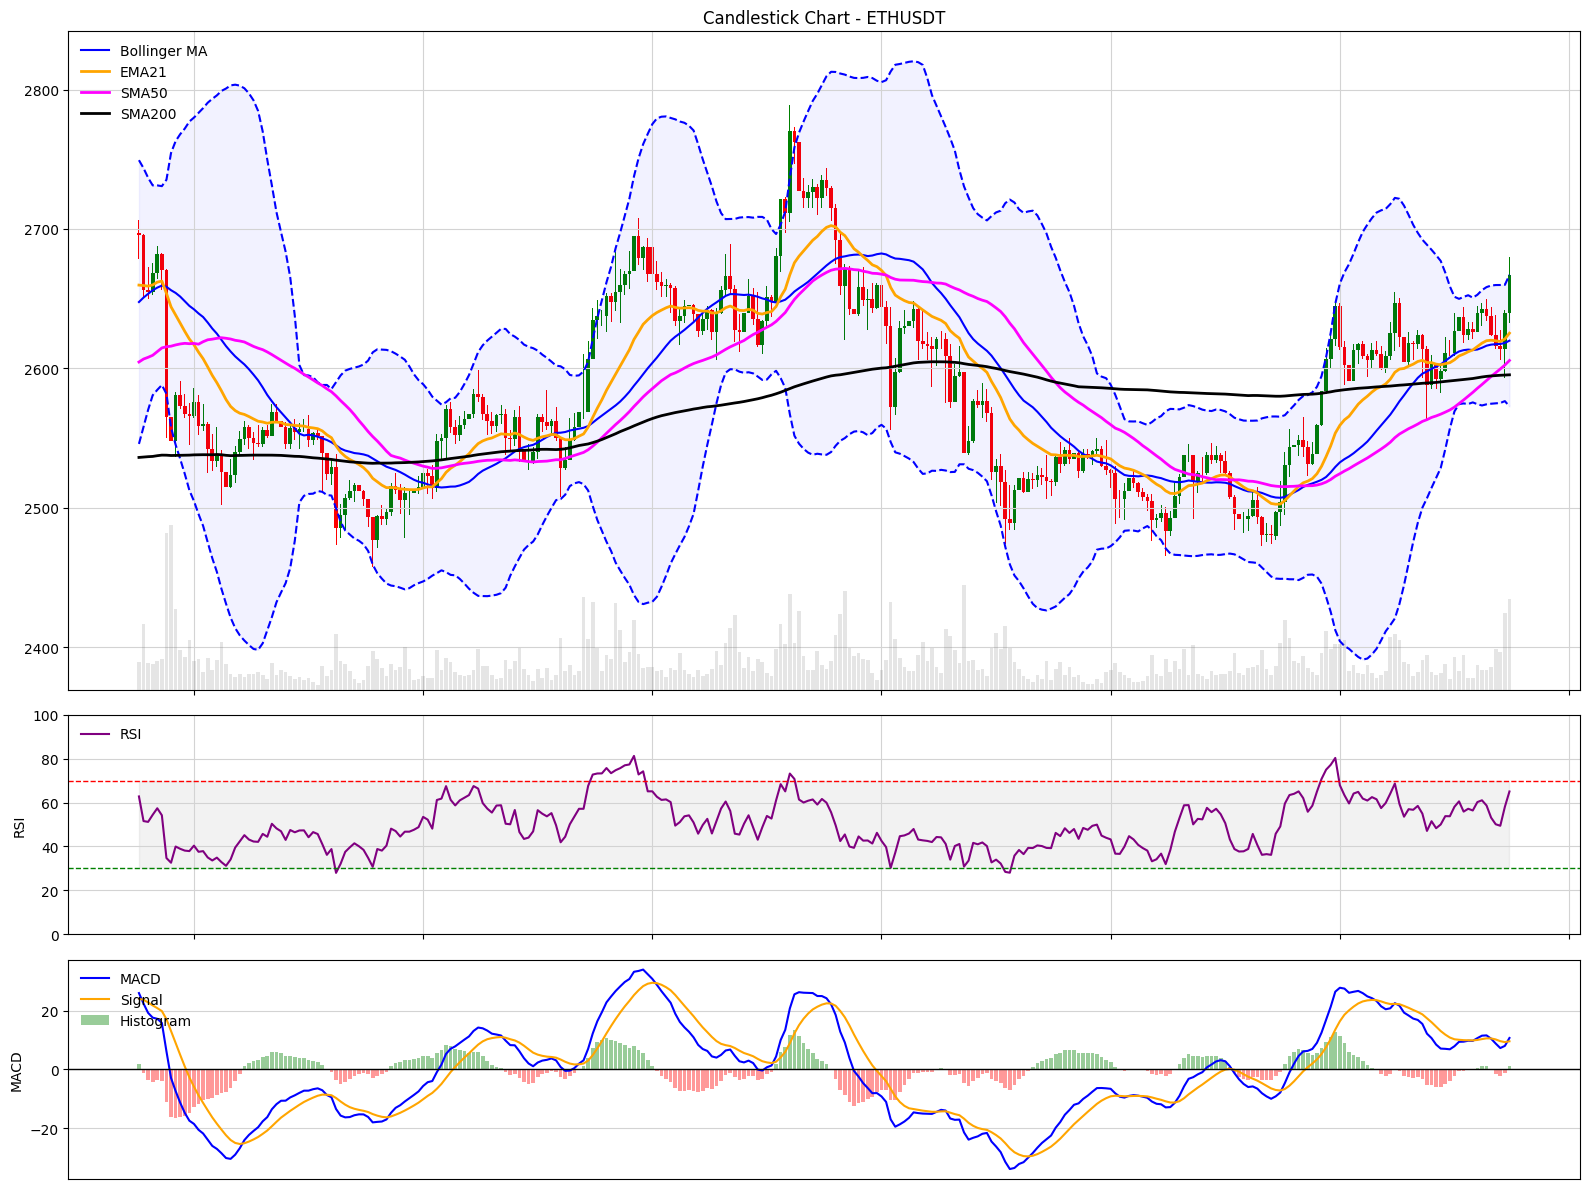 Candlestick Chart - ETHUSDT
Bollinger MA
EMA21
SMA50
SMA200
2800
2700
2600
2500
2400
RSI
100
80
60
40
20
0
RSI
MACD
Signal
Histogram
20
0
−20
MACD